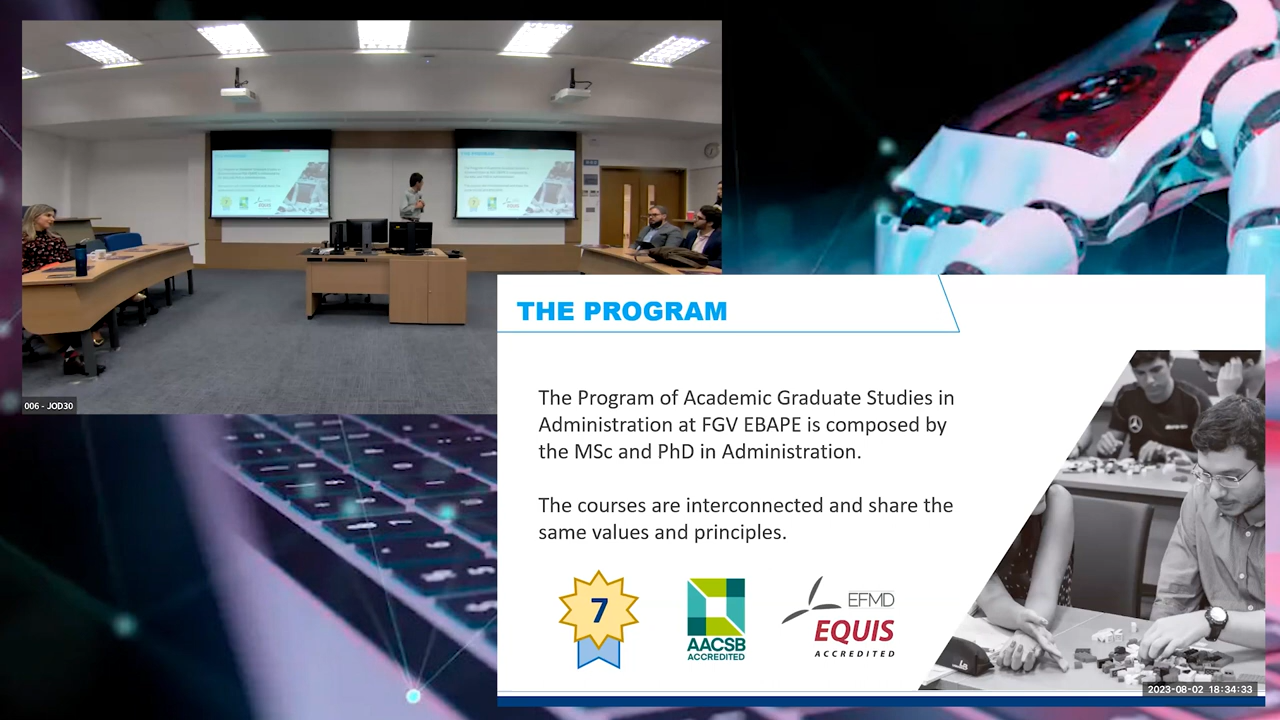 THE PROGRAM
006 - JOD30
THE PROGRAM
The Program of Academic Graduate Studies in
Administration at FGV EBAPE is composed by
the MSc and PhD in Administration.
The courses are interconnected and share the
same values and principles.
7
AACSB
ACCREDITED
EFMD
EQUIS
ACCREDITED
2023-08-02 18:34:33